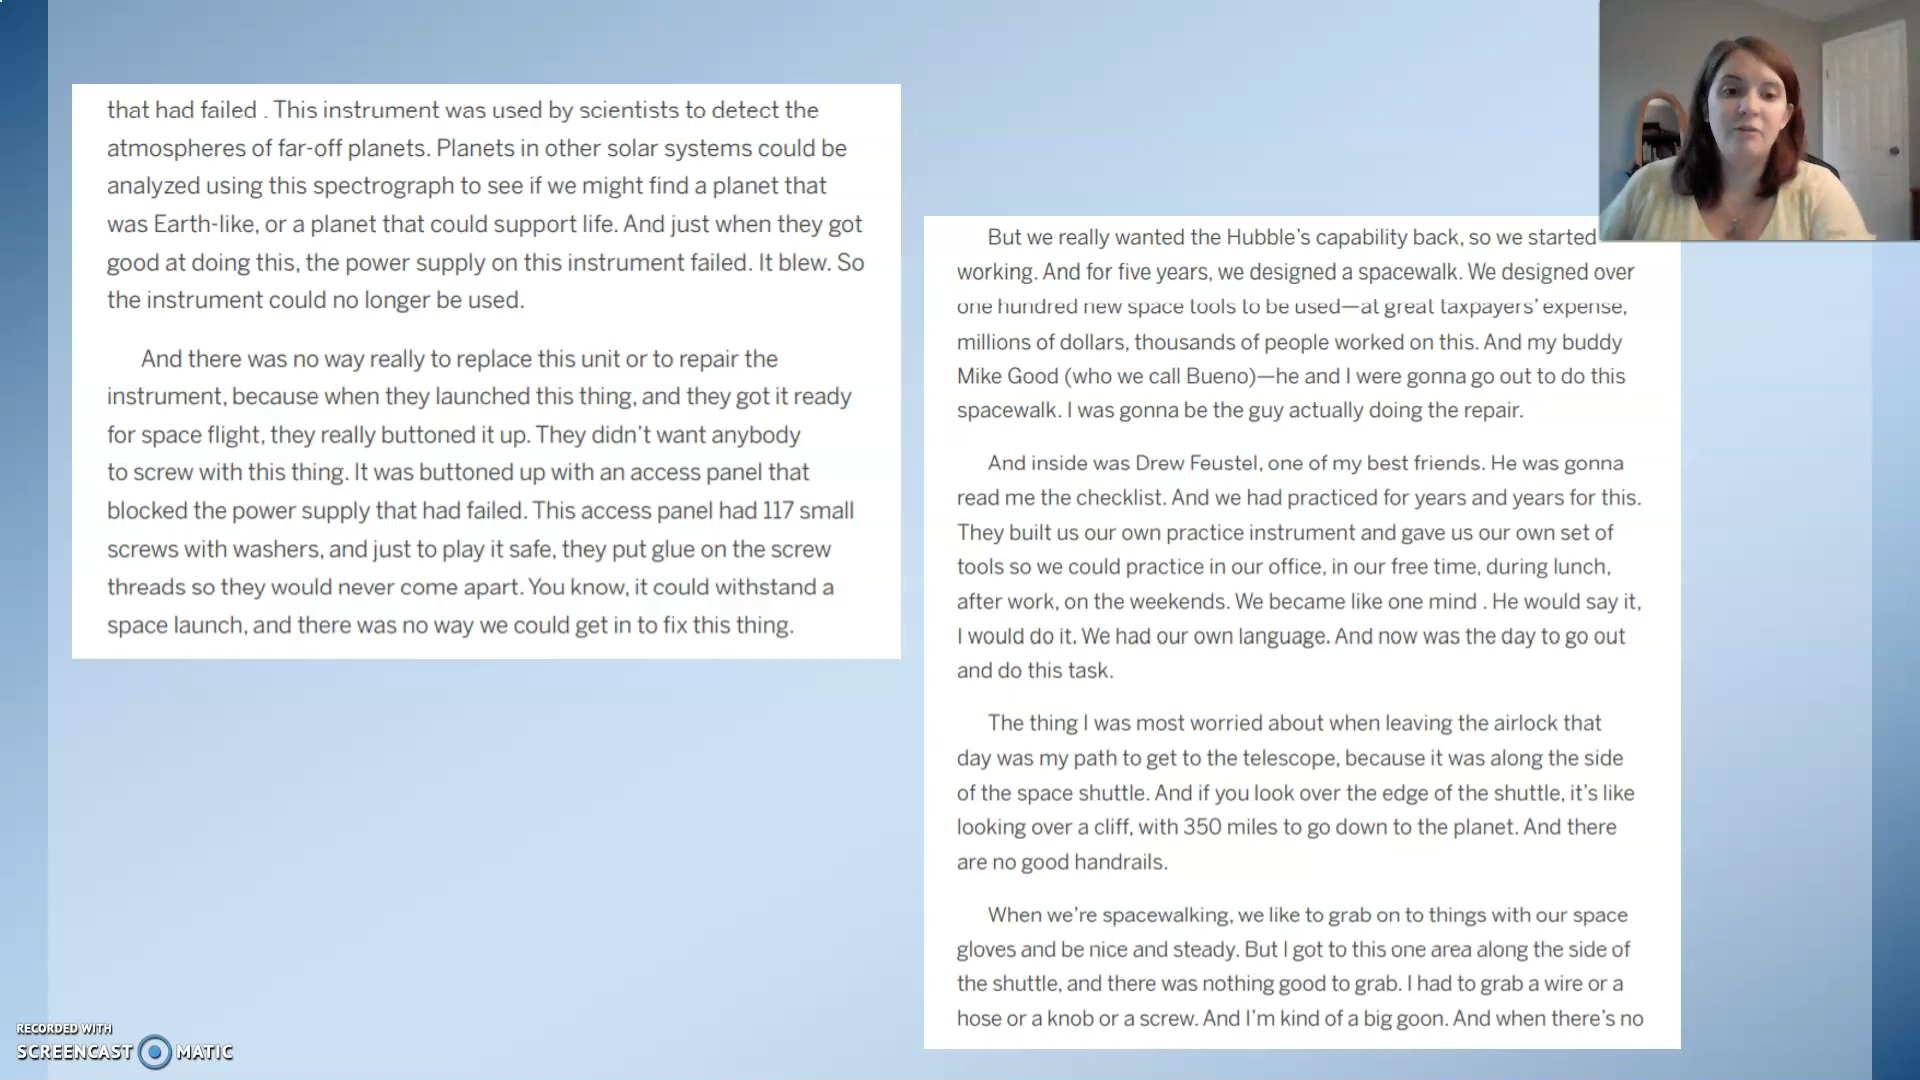 that had failed . This instrument was used by scientists to detect the
atmospheres of far-off planets. Planets in other solar systems could be
analyzed using this spectrograph to see if we might find a planet that
was Earth-like, or a planet that could support life. And just when they got
good at doing this, the power supply on this instrument failed. It blew. So
the instrument could no longer be used.
And there was no way really to replace this unit or to repair the
instrument, because when they launched this thing, and they got it ready
for space flight, they really buttoned it up. They didn't want anybody
to screw with this thing. It was buttoned up with an access panel that
blocked the power supply that had failed. This access panel had 117 small
screws with washers, and just to play it safe, they put glue on the screw
threads so they would never come apart. You know, it could withstand a
space launch, and there was no way we could get in to fix this thing.
But we really wanted the Hubble's capability back, so we started
working. And for five years, we designed a spacewalk. We designed over
one hundred new space tools to be used—at great taxpayers' expense,
millions of dollars, thousands of people worked on this. And my buddy
Mike Good (who we call Bueno)—he and I were gonna go out to do this
spacewalk. I was gonna be the guy actually doing the repair.
And inside was Drew Feustel, one of my best friends. He was gonna
read me the checklist. And we had practiced for years and years for this.
They built us our own practice instrument and gave us our own set of
tools so we could practice in our office, in our free time, during lunch,
after work, on the weekends. We became like one mind . He would say it,
I would do it. We had our own language. And now was the day to go out
and do this task.
The thing I was most worried about when leaving the airlock that
day was my path to get to the telescope, because it was along the side
of the space shuttle. And if you look over the edge of the shuttle, it's like
looking over a cliff, with 350 miles to go down to the planet. And there
are no good handrails.
When we're spacewalking, we like to grab on to things with our space
gloves and be nice and steady. But I got to this one area along the side of
the shuttle, and there was nothing good to grab. I had to grab a wire or a
hose or a knob or a screw. And I'm kind of a big goon. And when there's no
RECORDED WITH
SCREENCAST MATIC